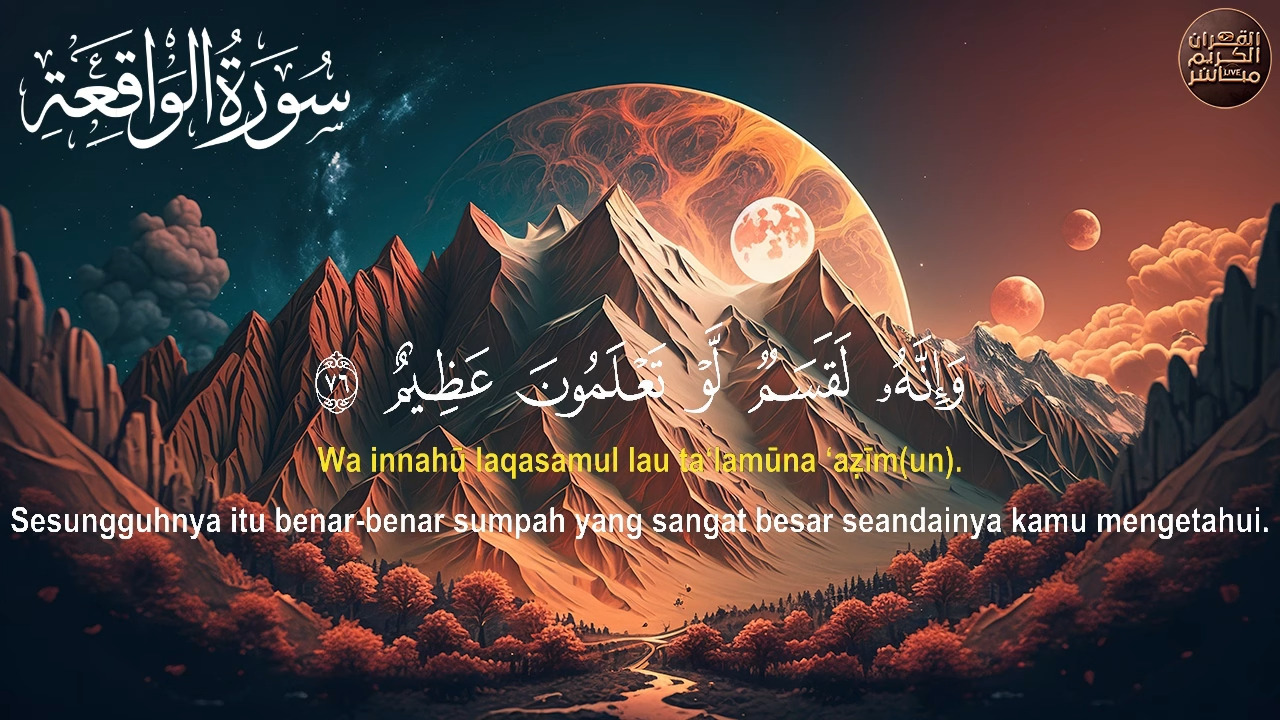 سُورَةُ الْوَاقِعَةِ
القرآن
الكريم
LIVE
مباشر
وَإِنَّهُۥ لَقَسَمٌ لَّوْ تَعْلَمُونَ عَظِيمٌ ٧٦
Wa innahū laqasamul lau ta‘lamūna ‘aẓīm(un).
Sesungguhnya itu benar-benar sumpah yang sangat besar seandainya kamu mengetahui.